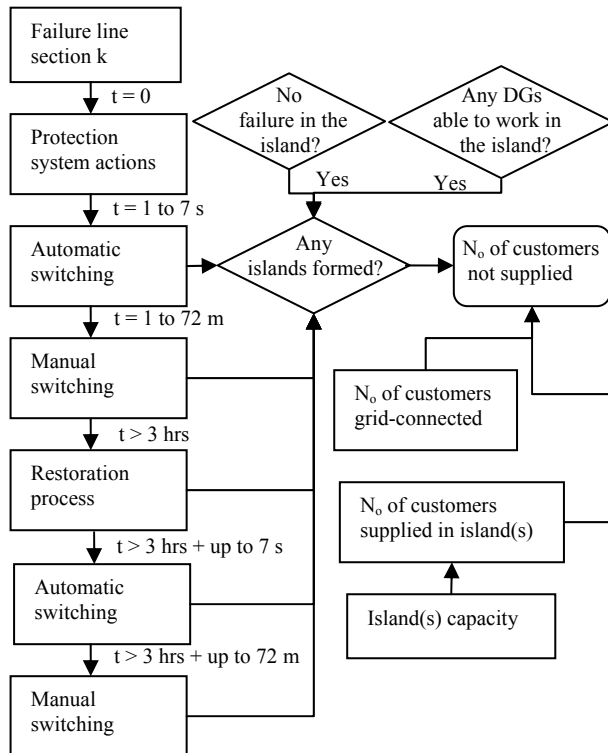 Failure line
section k
t = 0
Protection
system actions
t = 1 to 7 s
Automatic
switching
t = 1 to 72 m
Manual
switching
t > 3 hrs
Restoration
process
t > 3 hrs + up to 7 s
Automatic
switching
t > 3 hrs + up to 72 m
Manual
switching
No
failure in the
island?
Yes
Any DGs
able to work in
the island?
Yes
Any
islands formed?
No of customers
not supplied
No of customers
grid-connected
No of customers
supplied in island(s)
Island(s) capacity